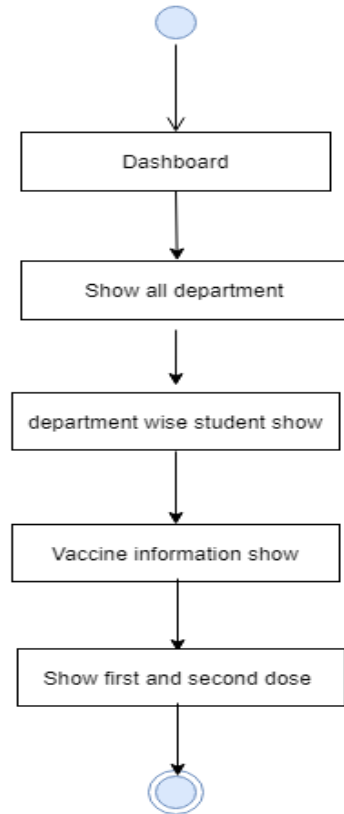 Dashboard
Show all department
department wise student show
Vaccine information show
Show first and second dose